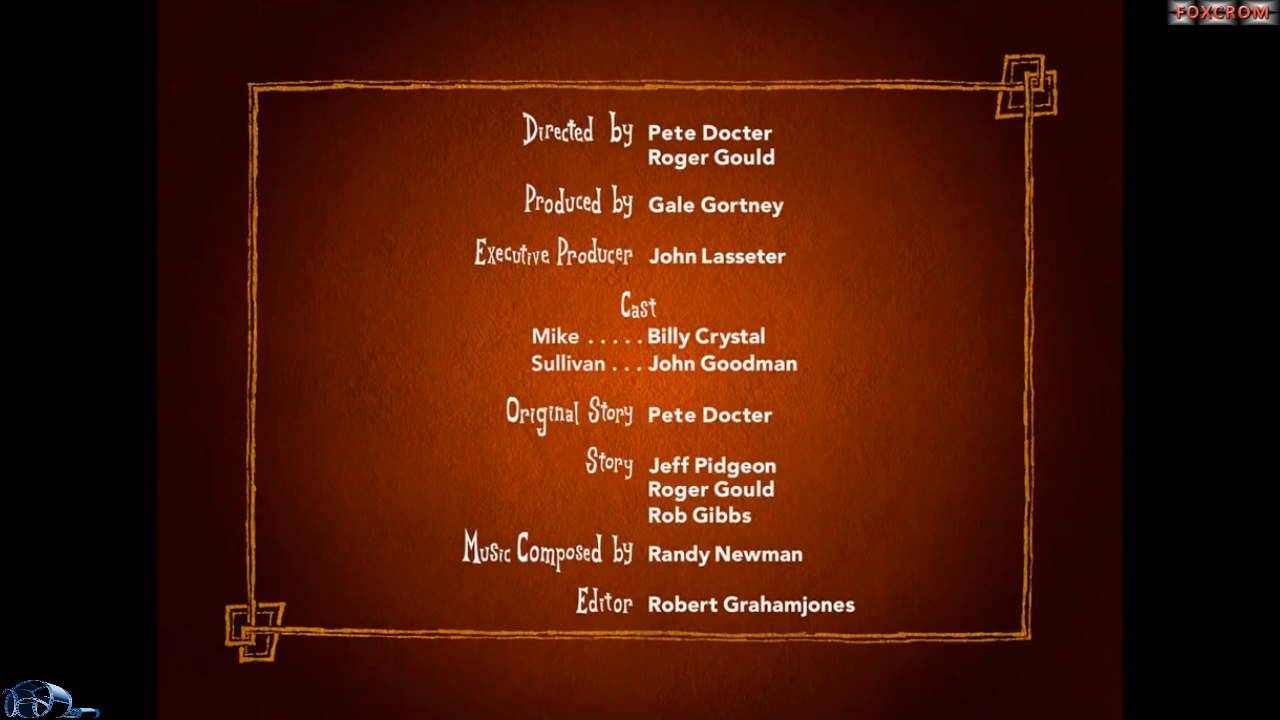 FOXCROM
Directed by Pete Docter
Roger Gould
Produced by Gale Gortney
Executive Producer John Lasseter
Cast
Mike . . . . . Billy Crystal
Sullivan . . . John Goodman
Original Story Pete Docter
Story Jeff Pidgeon
Roger Gould
Rob Gibbs
Music Composed by Randy Newman
Editor Robert Grahamjones